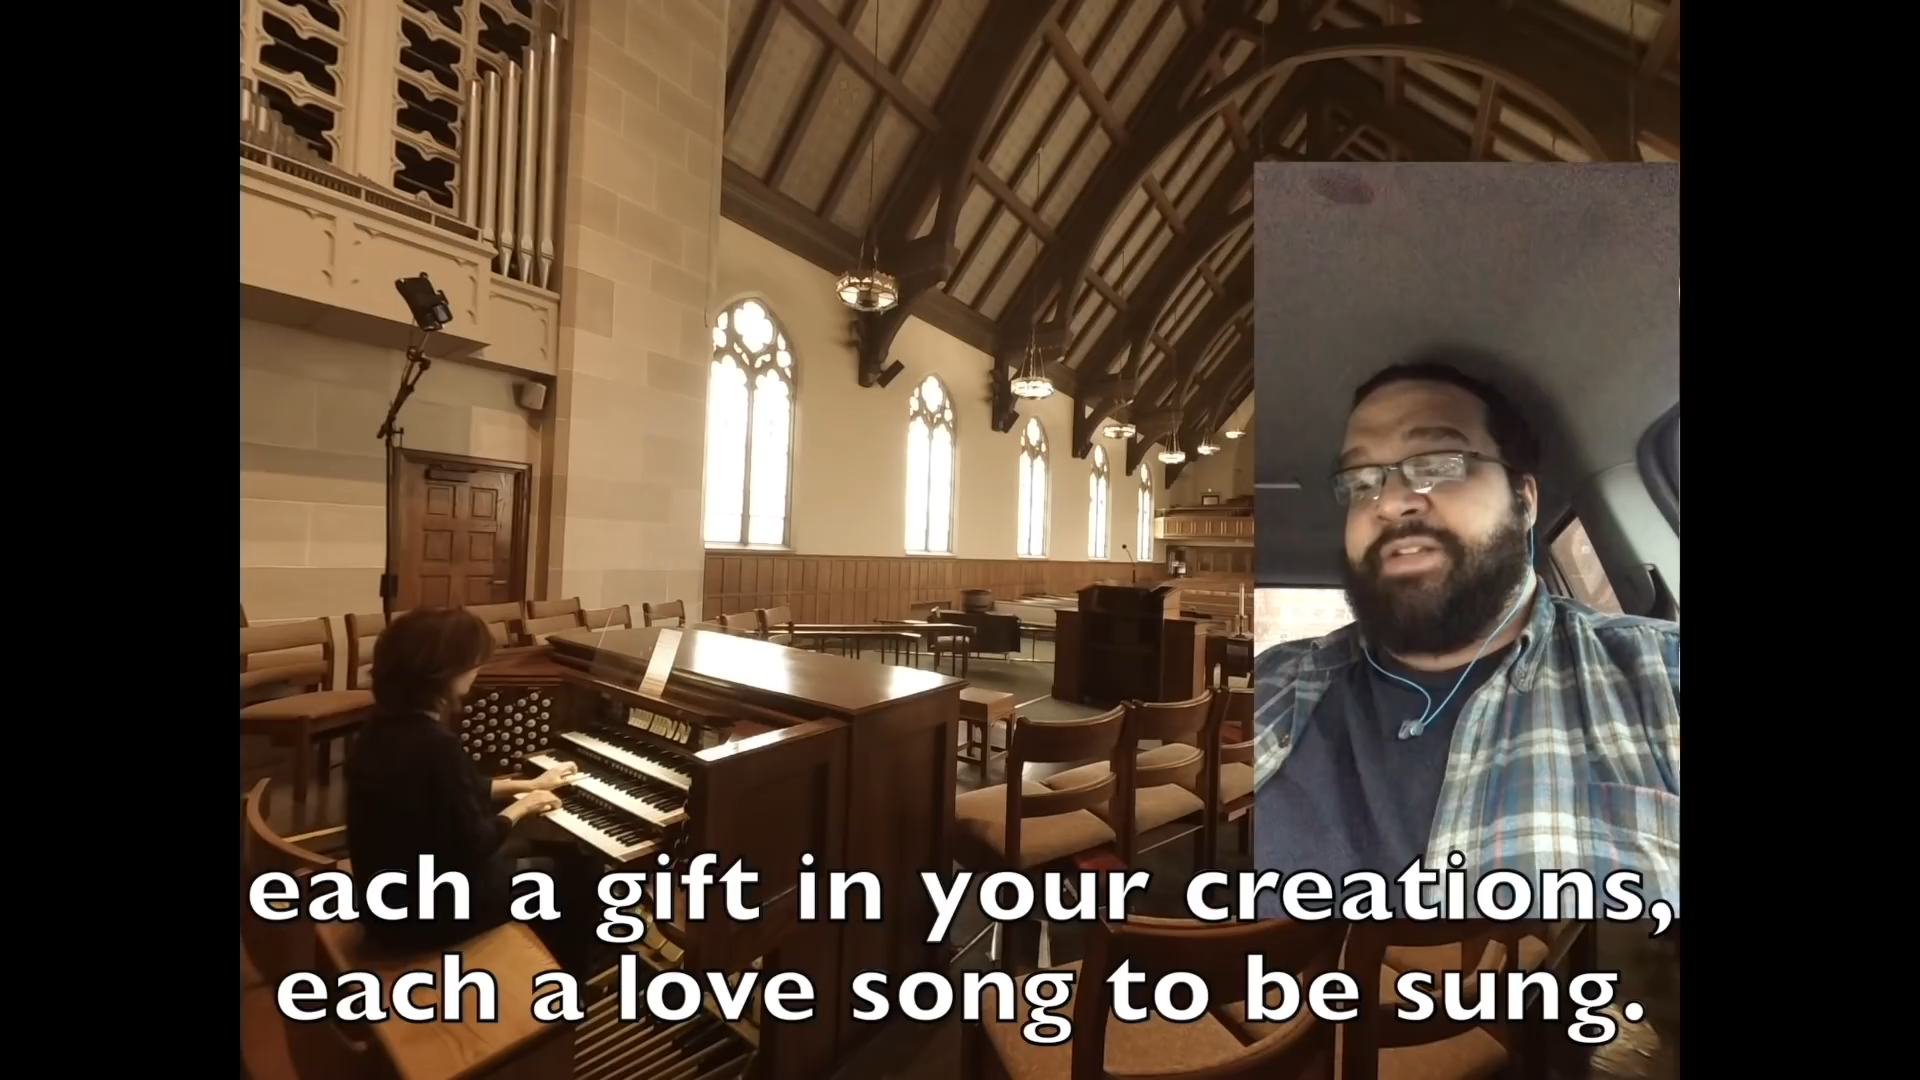 each a gift in your creations,
each a love song to be sung.